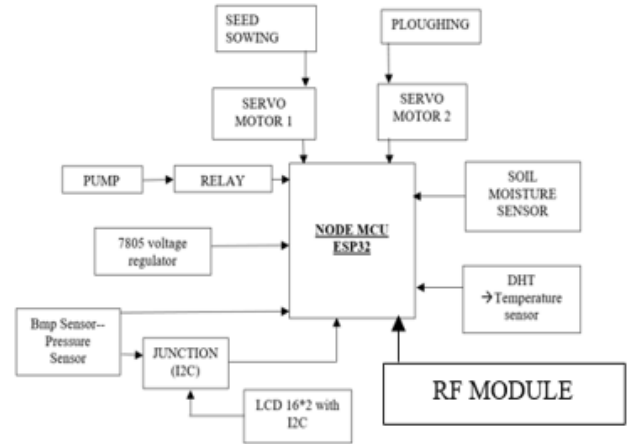 SEED
SOWING
PLOUGHING
SERVO
MOTOR 1
SERVO
MOTOR 2
PUMP
RELAY
SOIL
MOISTURE
SENSOR
NODE MCU
ESP32
7805 voltage
regulator
DHT
→Temperature
sensor
Bmp Sensor--
Pressure
Sensor
JUNCTION
(I2C)
RF MODULE
LCD 16*2 with
I2C